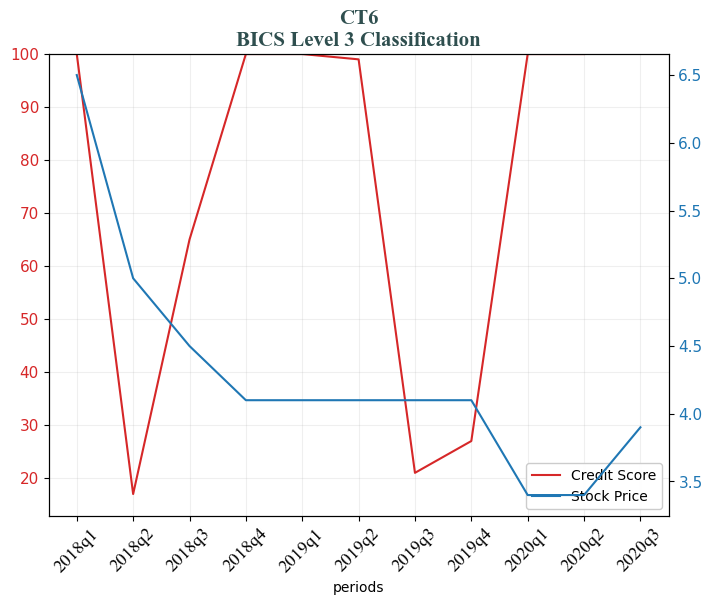 CT6
BICS Level 3 Classification
100
90
80
70
60
50
40
30
20
6.5
6.0
5.5
5.0
4.5
4.0
3.5
Credit Score
Stock Price
2018q1
2018q2
2018q3
2018q4
2019q1
2019q2
2019q3
2019q4
2020q1
2020q2
2020q3
periods